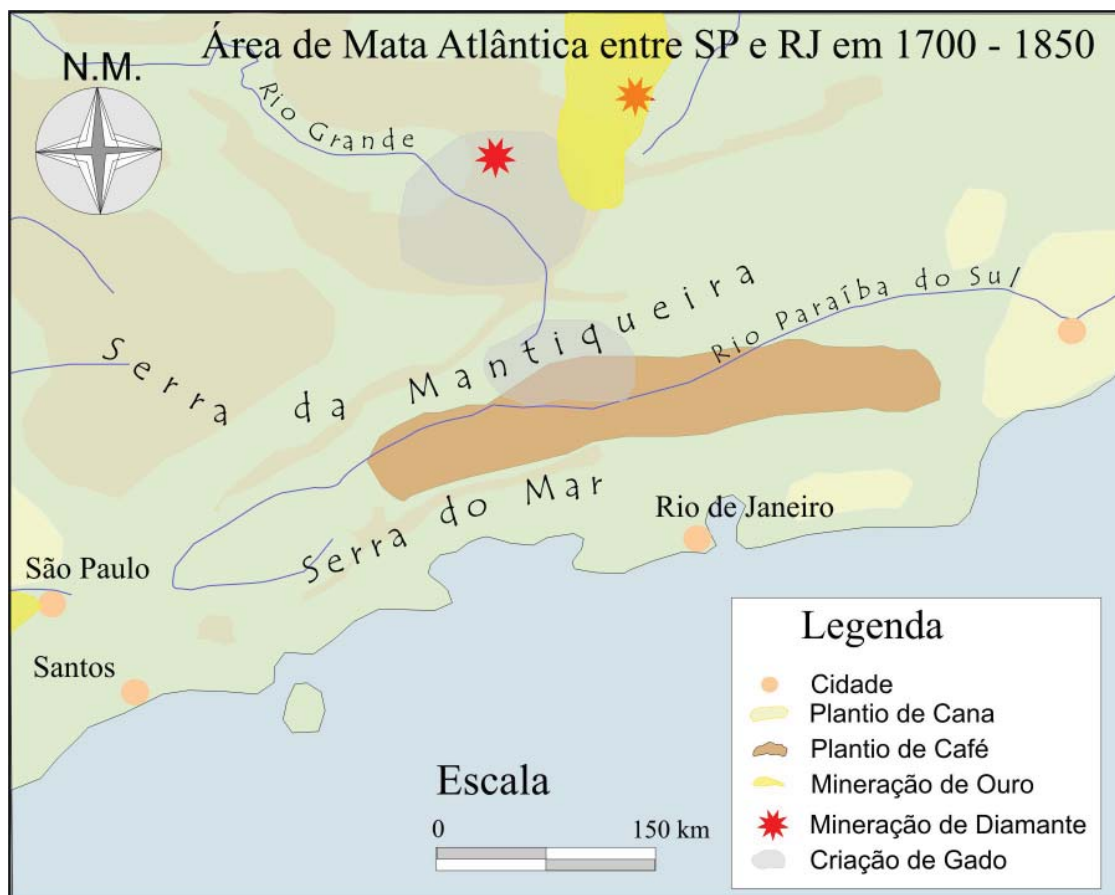 Área de Mata Atlântica entre SP e RJ em 1700 - 1850
N.M.
Rio Grande
Serra da Mantiqueira
Rio Paraíba do Sul
Serra do Mar
Rio de Janeiro
São Paulo
Santos
Legenda
Cidade
Plantio de Cana
Plantio de Café
Mineração de Ouro
Mineração de Diamante
Criação de Gado
Escala
0 150 km